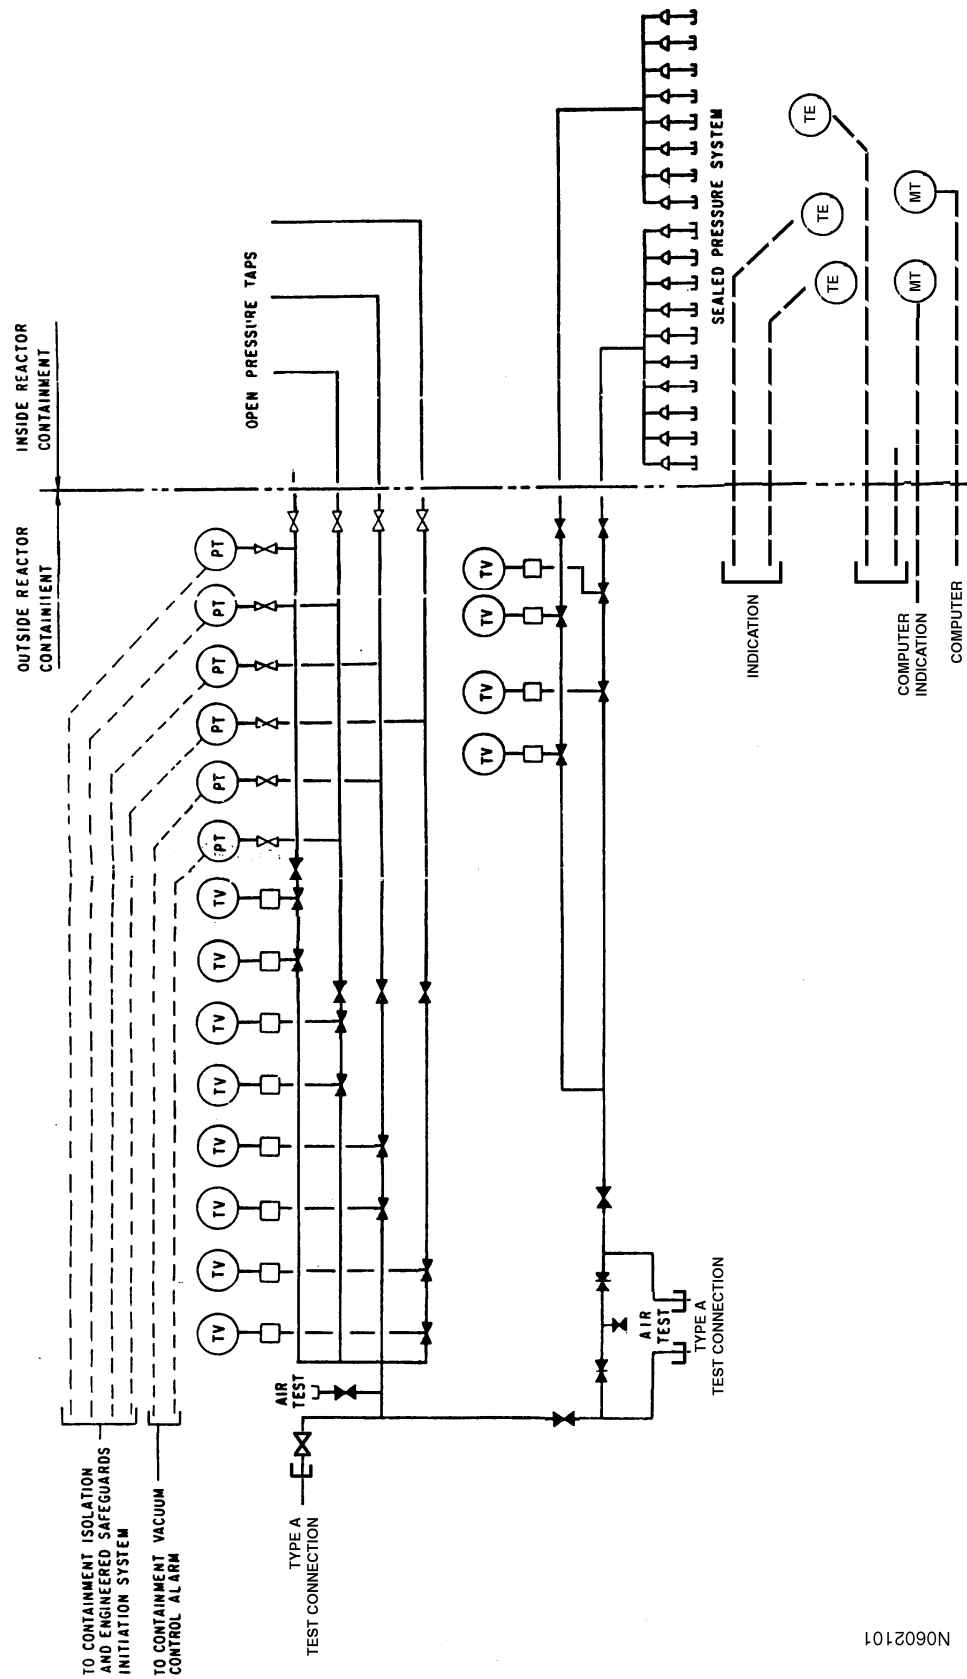 TO CONTAINMENT ISOLATION
AND ENGINEERED SAFEGUARDS
INITIATION SYSTEM
TO CONTAINMENT VACUUM
CONTROL ALARM
OUTSIDE REACTOR
CONTAINIIENT
INSIDE REACTOR
CONTAINMENT
TV
TV
TV
TV
TV
TV
TV
TV
PT
PT
PT
PT
PT
PT
OPEN PRESSURE TAPS
AIR
TEST
TYPE A
TEST CONNECTION
TV
TV
TV
TV
AIR
TEST
TYPE A
TEST CONNECTION
SEALED PRESSURE SYSTEM
INDICATION
TE
TE
TE
COMPUTER
INDICATION
MT
COMPUTER
MT
N0602101